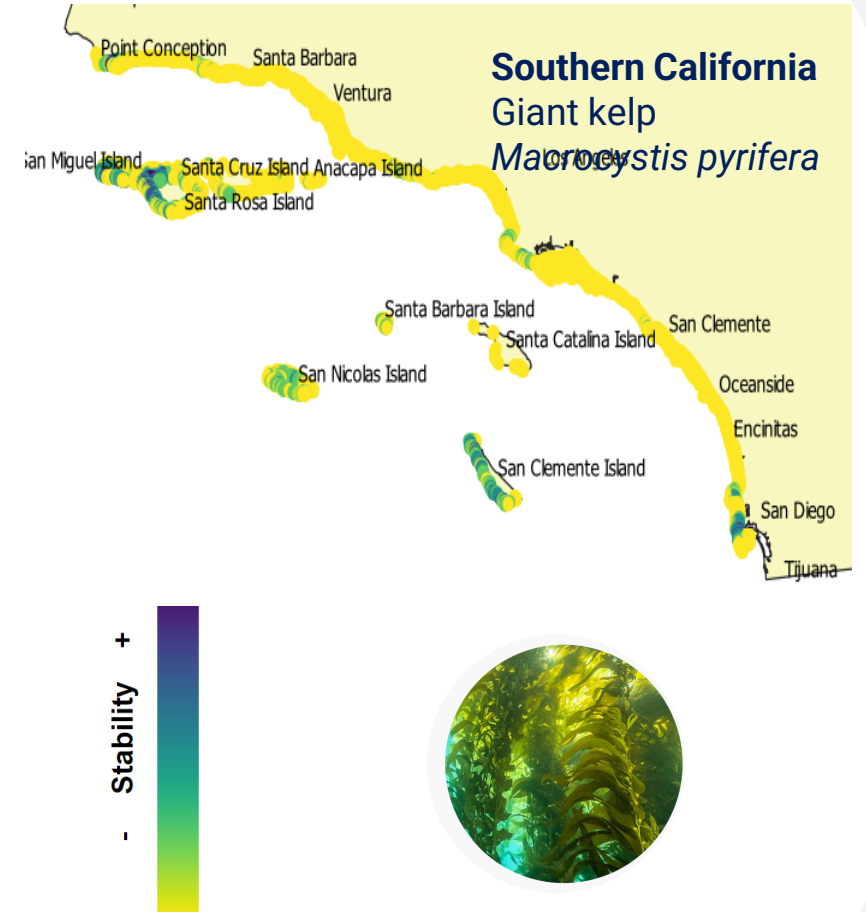 Point Conception
Santa Barbara
Ventura
Southern California
Giant kelp
Macrocystis pyrifera
Los Angeles
San Miguel Island
Santa Cruz Island
Anacapa Island
Santa Rosa Island
Santa Barbara Island
San Clemente
Santa Catalina Island
San Nicolas Island
Oceanside
Encinitas
San Clemente Island
San Diego
Tijuana
- Stability +